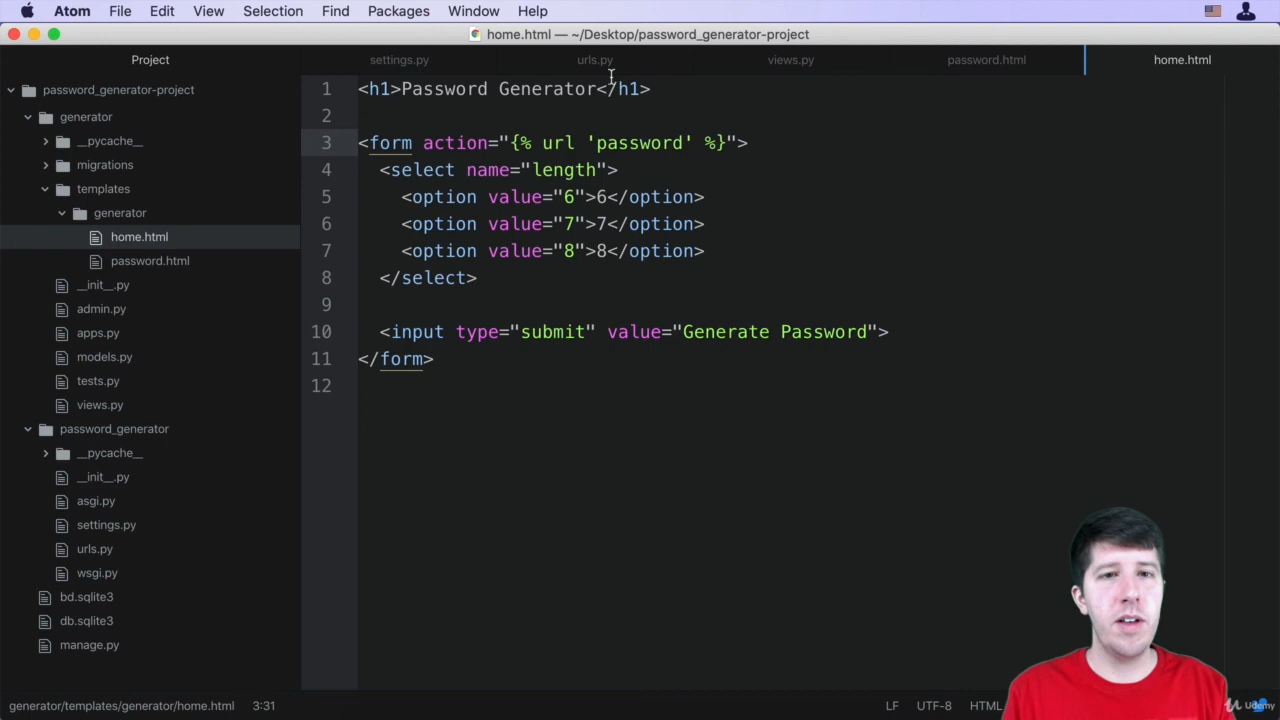 Atom File Edit View Selection Find Packages Window Help
home.html — ~/Desktop/password_generator-project
Project
settings.py urls.py views.py password.html home.html
password_generator-project
generator
__pycache__
migrations
templates
generator
home.html
password.html
__init__.py
admin.py
apps.py
models.py
tests.py
views.py
password_generator
__pycache__
__init__.py
asgi.py
settings.py
urls.py
wsgi.py
bd.sqlite3
db.sqlite3
manage.py
1 <h1>Password Generator</h1>
2
3 <form action="{% url 'password' %}">
4 <select name="length">
5 <option value="6">6</option>
6 <option value="7">7</option>
7 <option value="8">8</option>
8 </select>
9
10 <input type="submit" value="Generate Password">
11 </form>
12
generator/templates/generator/home.html 3:31 LF UTF-8 HTML
Udemy